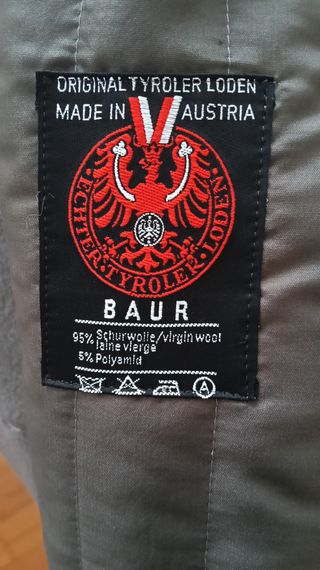 ORIGINAL TYROLER LODEN
MADE IN AUSTRIA
·ECHTER·TYROLER·LODEN·
BAUR
95% Schurwolle/virgin wool
laine vierge
5% Polyamid
A